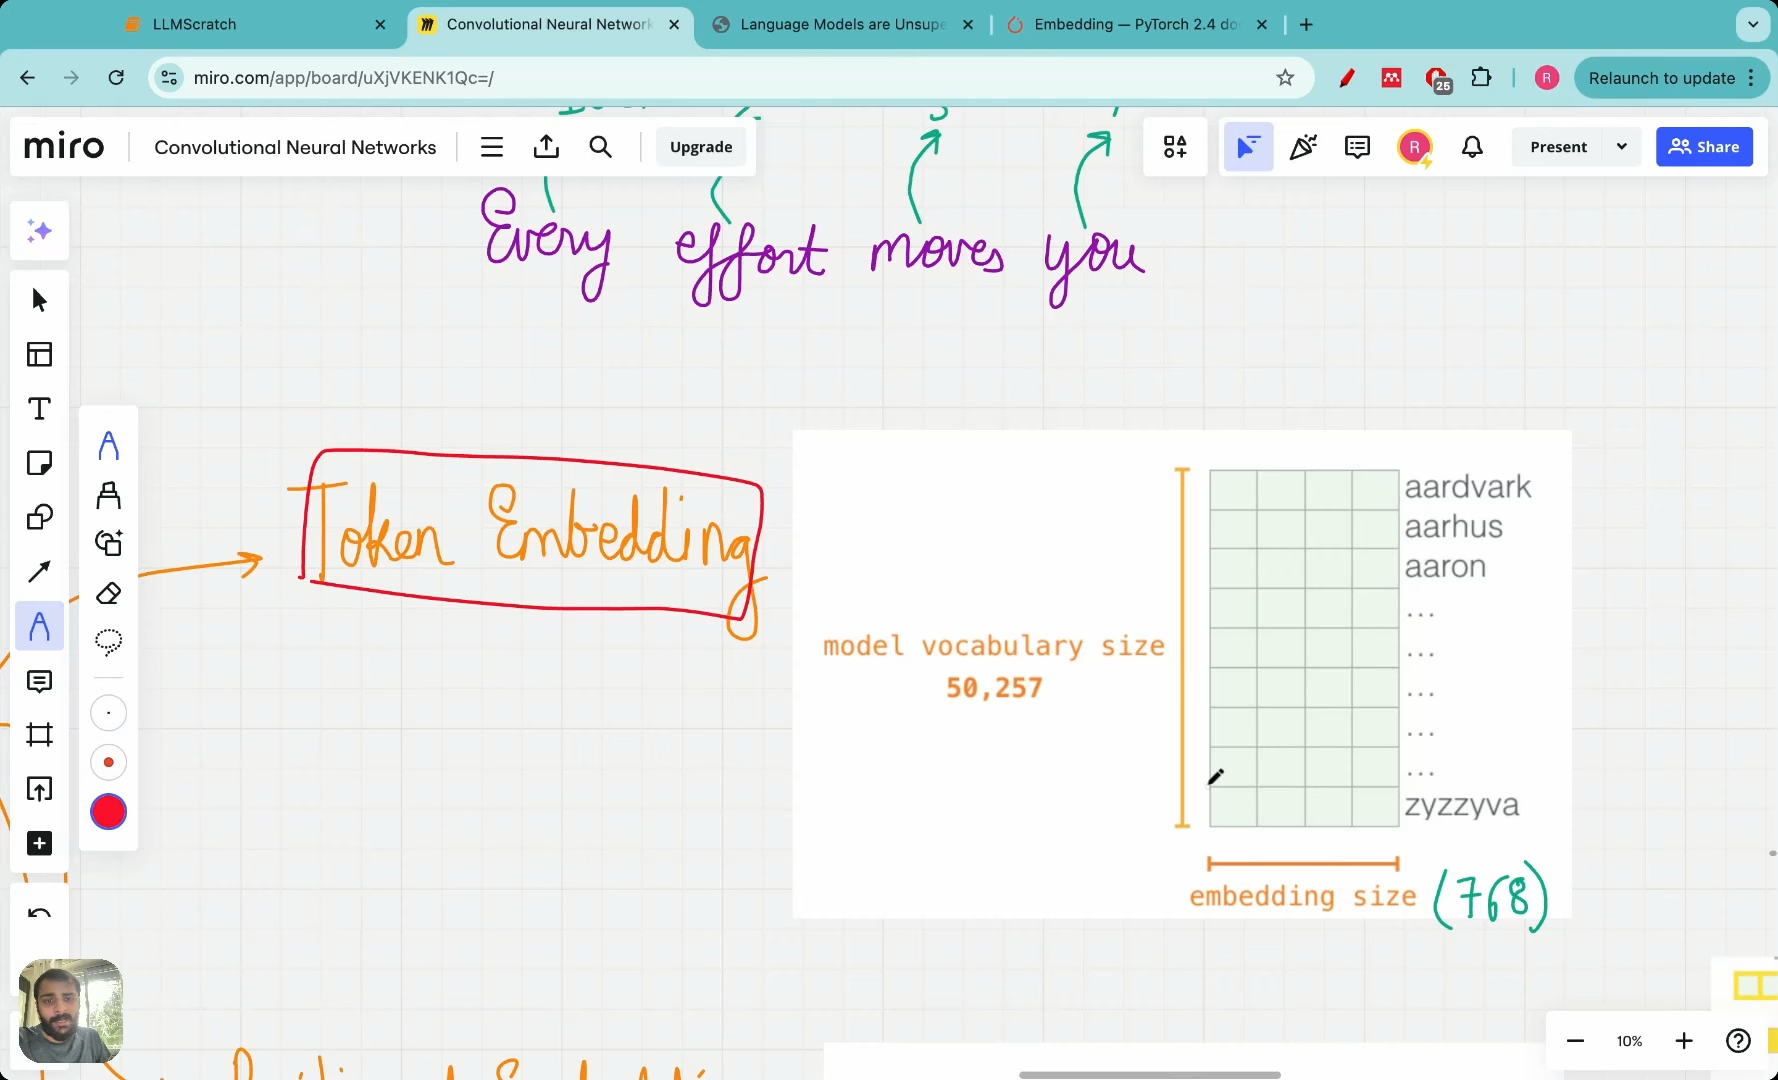 LLMScratch
Convolutional Neural Network
Language Models are Unsupe
Embedding — PyTorch 2.4 do
miro.com/app/board/uXjVKENK1Qc=/
25
R
Relaunch to update
miro
Convolutional Neural Networks
Upgrade
R
Present
Share
Every effort moves you
Token Embedding
aardvark
aarhus
aaron
...
...
...
...
...
zyzzyva
model vocabulary size
50,257
embedding size (768)
10%